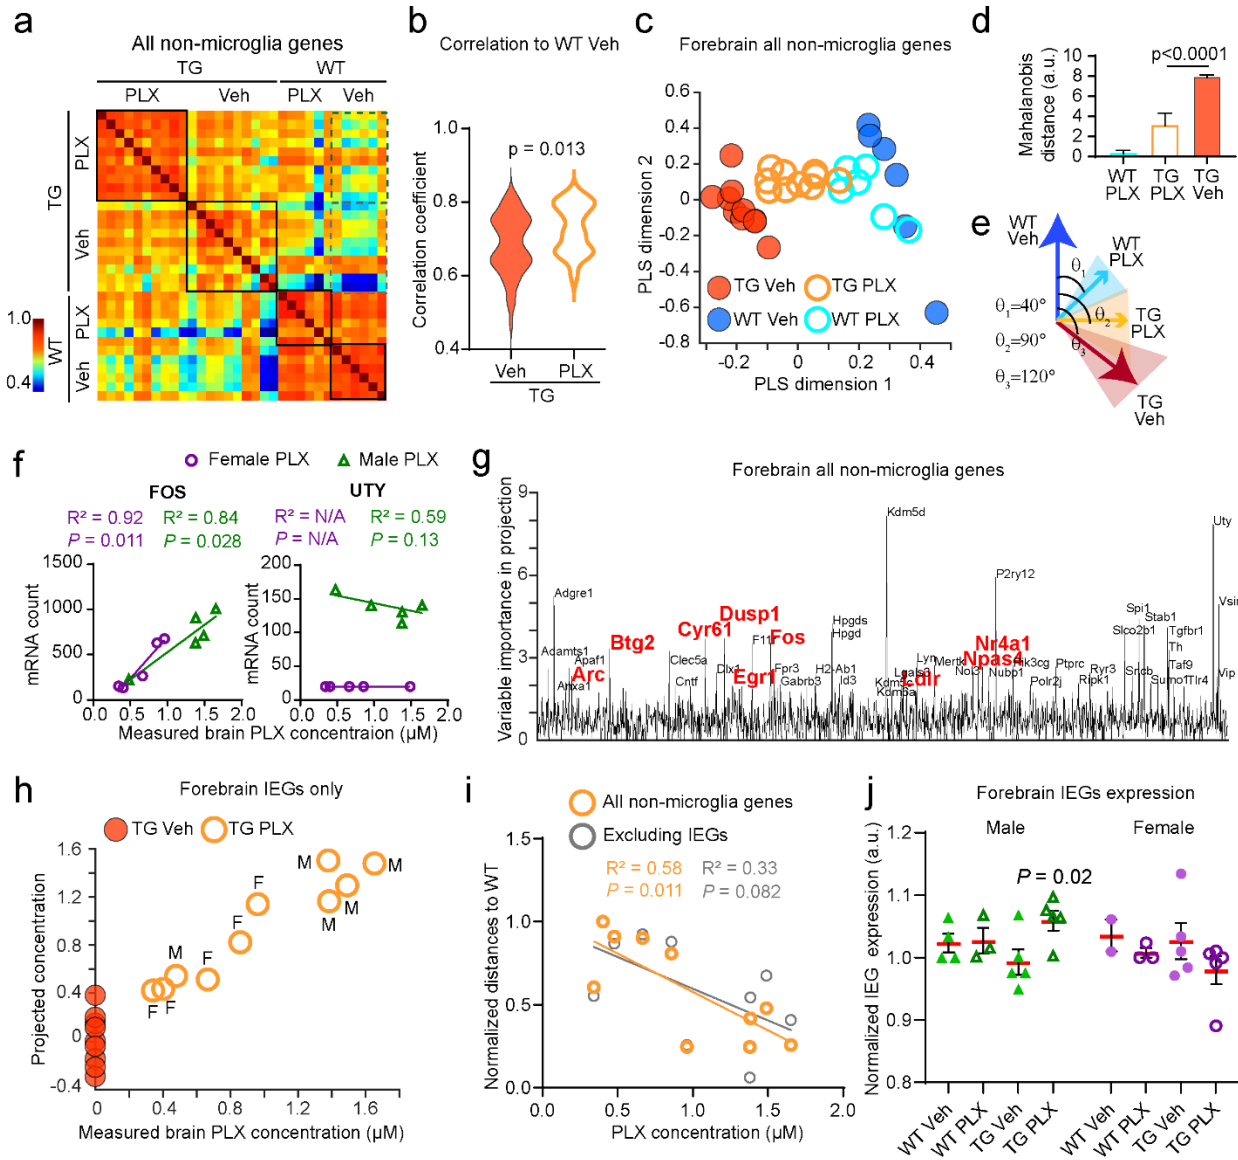 a
All non-microglia genes
TG
WT
PLX
Veh
PLX
Veh
TG
PLX
Veh
WT
PLX
Veh
1.0
0.4
b
Correlation to WT Veh
Correlation coefficient
1.0
0.8
0.6
0.4
p = 0.013
Veh
PLX
TG
c
Forebrain all non-microglia genes
PLS dimension 2
0.6
0.4
0.2
0
-0.2
-0.4
-0.6
-0.8
TG Veh
TG PLX
WT Veh
WT PLX
-0.2
0
0.2
0.4
PLS dimension 1
d
Mahalanobis
distance (a.u.)
10
8
6
4
2
0
p<0.0001
WT
PLX
TG
PLX
TG
Veh
e
WT
Veh
WT
PLX
TG
PLX
TG
Veh
θ1
θ2
θ3
θ1=40°
θ2=90°
θ3=120°
f
Female PLX
Male PLX
FOS
R² = 0.92
P = 0.011
R² = 0.84
P = 0.028
mRNA count
1500
1000
500
0
0.0
0.5
1.0
1.5
2.0
UTY
R² = N/A
P = N/A
R² = 0.59
P = 0.13
mRNA count
200
150
100
50
0
0.0
0.5
1.0
1.5
2.0
Measured brain PLX concentraion (µM)
g
Forebrain all non-microglia genes
Variable importance in projection
9
6
3
0
Adgre1
Adamts1
Apaf1
Anxa1
Arc
Btg2
Cyr61
Clec5a
Cntf
Dusp1
Dlx1
Egr1
F11r
Fos
Fpr3
Gabrb3
Hpgds
Hpgd
H2-Ab1
Id3
Kdm5d
Kdm5c
Kdm6a
Lgals3
Ldlr
Lyn
Mertk
P2ry12
Nr4a1
Npas4
Nol3
Nubp1
Pik3cg
Polr2j
Ptprc
Ripk1
Ryr3
Spi1
Slco2b1
Sncb
Stab1
Sumo1
Tgfbr1
Th
Taf9
Tlr4
Uty
Vsir
Vip
h
Forebrain IEGs only
TG Veh
TG PLX
Projected concentration
1.6
1.2
0.8
0.4
0
-0.4
F
F
M
F
F
F
M
M
M
M
0
0.4
0.8
1.2
1.6
Measured brain PLX concentration (µM)
i
All non-microglia genes
Excluding IEGs
R² = 0.58
P = 0.011
R² = 0.33
P = 0.082
Normalized distances to WT
1.5
1.0
0.5
0.0
0.0
0.5
1.0
1.5
2.0
PLX concentration (µM)
j
Forebrain IEGs expression
Male
Female
P = 0.02
Normalized IEG expression (a.u.)
1.2
1.1
1.0
0.9
0.8
WT Veh
WT PLX
TG Veh
TG PLX
WT Veh
WT PLX
TG Veh
TG PLX